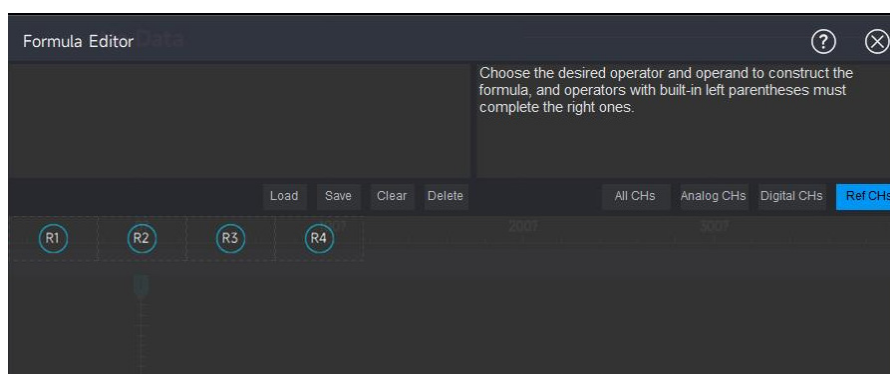 Formula Editor Data
Choose the desired operator and operand to construct the
formula, and operators with built-in left parentheses must
complete the right ones.
Load Save Clear Delete All CHs Analog CHs Digital CHs Ref CHs
R1 R2 R3 R4